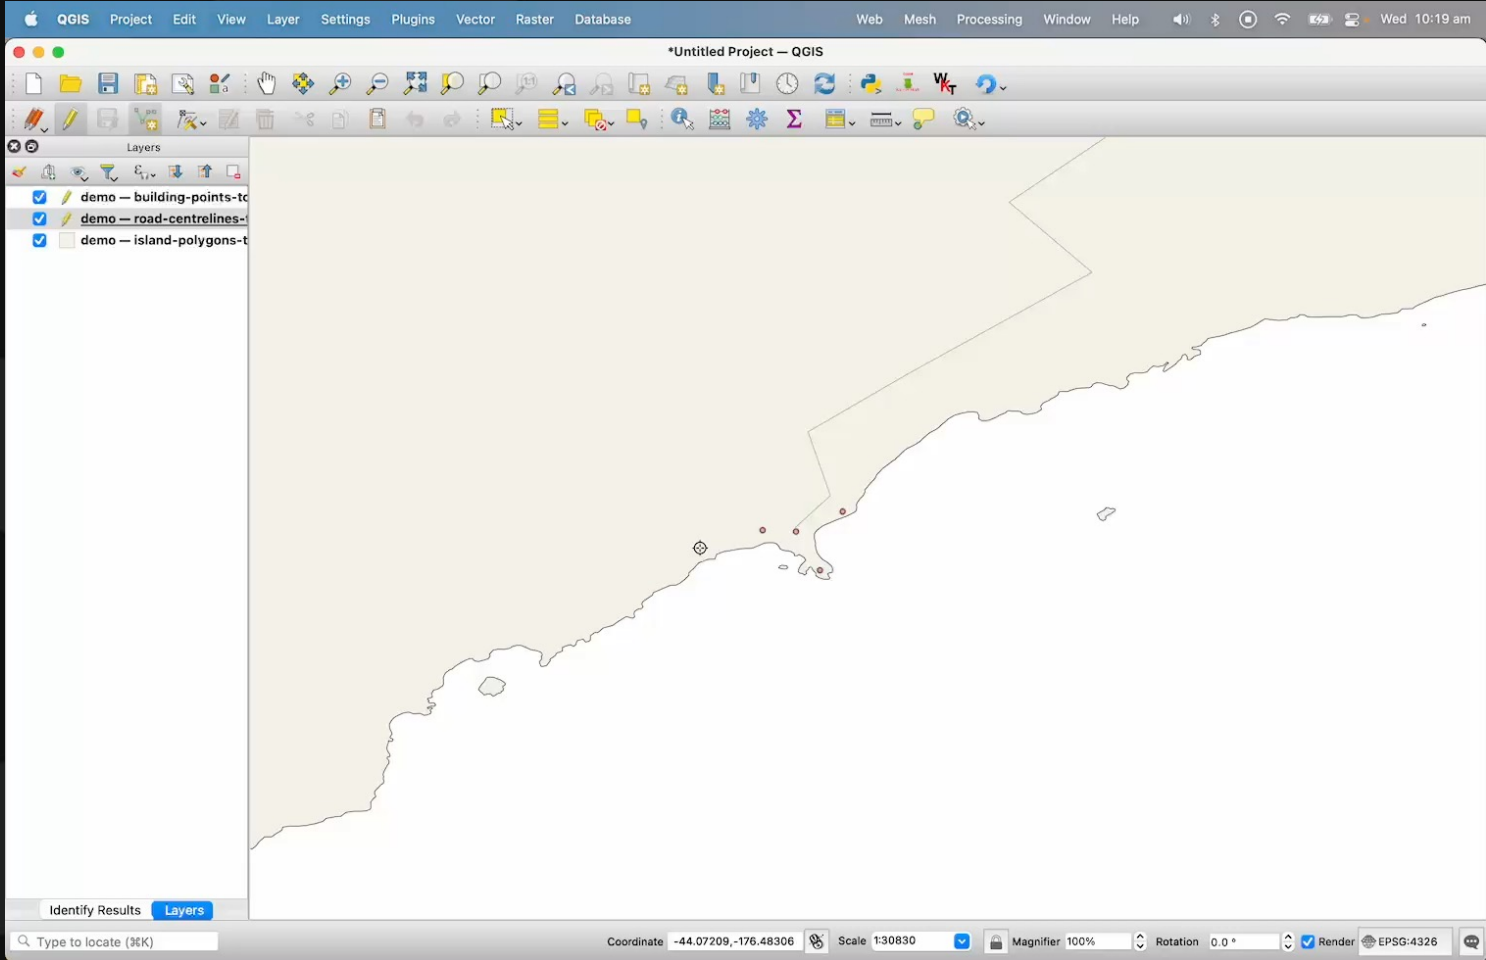 QGIS Project Edit View Layer Settings Plugins Vector Raster Database Web Mesh Processing Window Help Wed 10:19 am
*Untitled Project — QGIS
Layers
demo — building-points-to
demo — road-centrelines-t
demo — island-polygons-t
Identify Results Layers
Type to locate (⌘K) Coordinate -44.07209,-176.48306 Scale 1:30830 Magnifier 100% Rotation 0.0 ° Render EPSG:4326